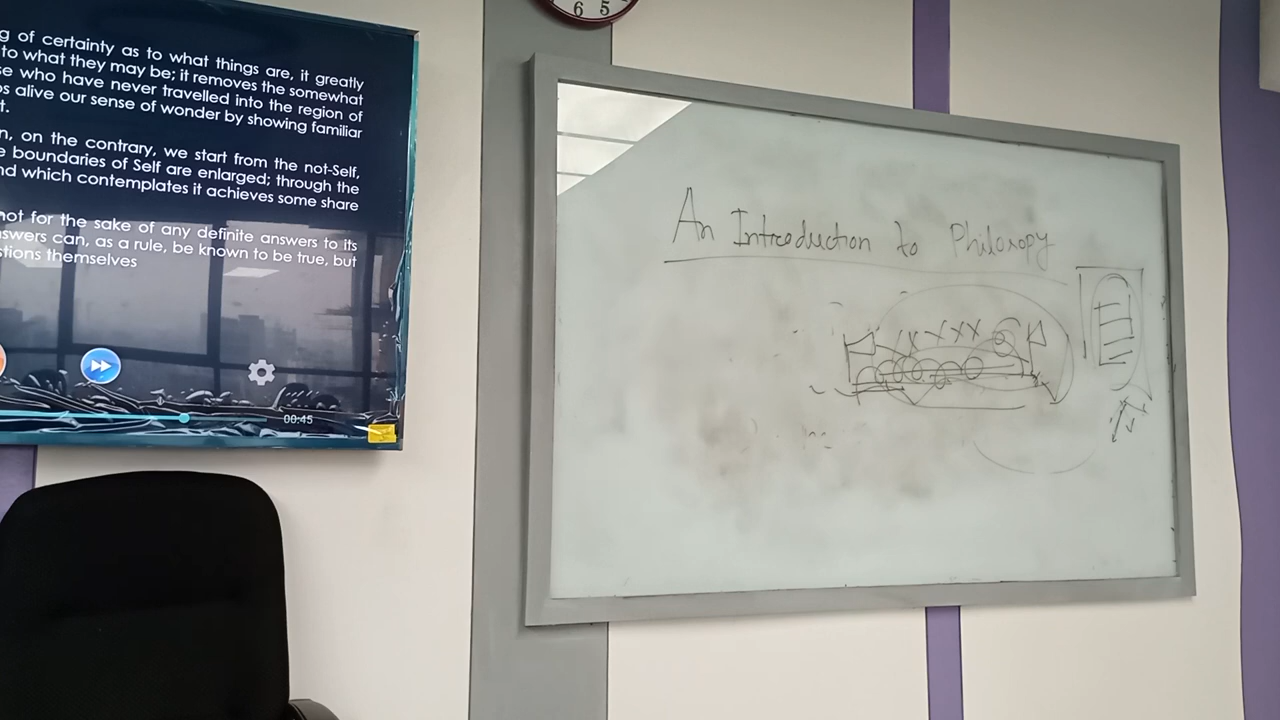 g of certainty as to what things are, it greatly
to what they may be; it removes the somewhat
se who have never travelled into the region of
s alive our sense of wonder by showing familiar
t.
n, on the contrary, we start from the not-Self,
e boundaries of Self are enlarged; through the
nd which contemplates it achieves some share
not for the sake of any definite answers to its
swers can, as a rule, be known to be true, but
stions themselves
00:45
6 5
An Introduction to Philosopy